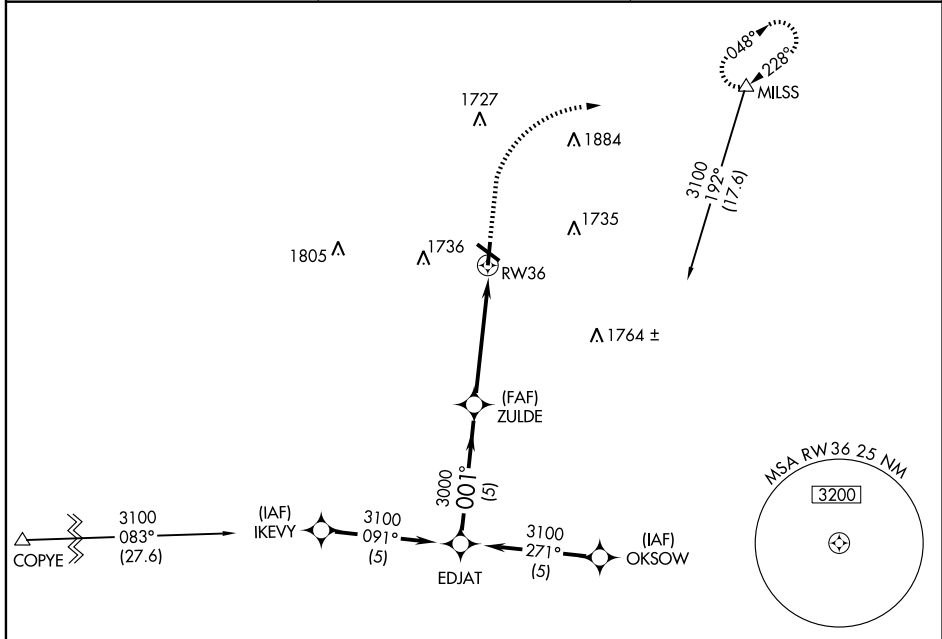 048°
228°
MILSS
1727
1884
3100
192°
(17.6)
1735
1805
1736
RW36
1764 ±
(FAF)
ZULDE
3000
001°
(5)
MSA RW36 25 NM
3200
3100
083°
(27.6)
COPYE
(IAF)
IKEVY
3100
091°
(5)
EDJAT
3100
271°
(5)
(IAF)
OKSOW